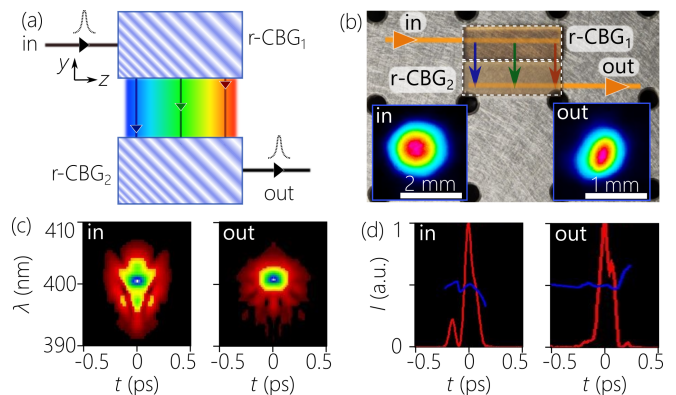 (a)
in
r-CBG1
y
z
r-CBG2
out
(b)
in
r-CBG1
out
r-CBG2
in
2 mm
out
1 mm
(c)
410
400
390
λ (nm)
in
out
-0.5 0 0.5
-0.5 0 0.5
t (ps)
t (ps)
(d)
1
0
I (a.u.)
in
out
-0.5 0 0.5
-0.5 0 0.5
t (ps)
t (ps)